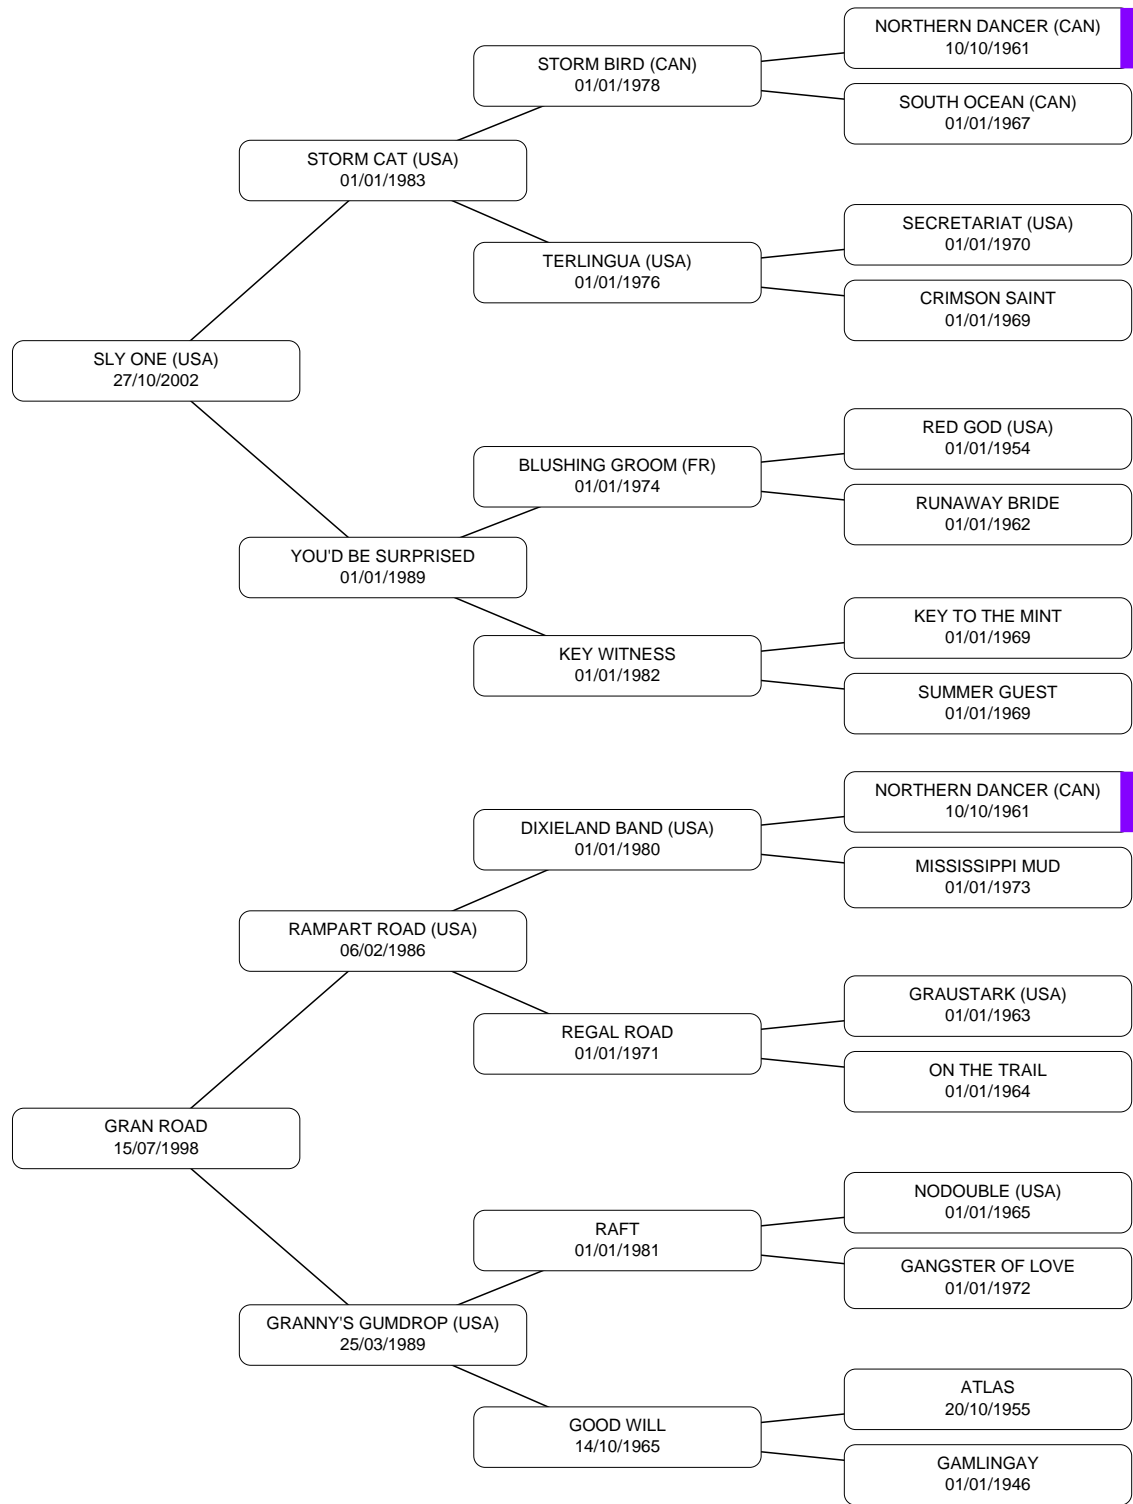 NORTHERN DANCER (CAN)
10/10/1961
STORM BIRD (CAN)
01/01/1978
SOUTH OCEAN (CAN)
01/01/1967
STORM CAT (USA)
01/01/1983
SECRETARIAT (USA)
01/01/1970
TERLINGUA (USA)
01/01/1976
CRIMSON SAINT
01/01/1969
SLY ONE (USA)
27/10/2002
RED GOD (USA)
01/01/1954
BLUSHING GROOM (FR)
01/01/1974
RUNAWAY BRIDE
01/01/1962
YOU'D BE SURPRISED
01/01/1989
KEY TO THE MINT
01/01/1969
KEY WITNESS
01/01/1982
SUMMER GUEST
01/01/1969
NORTHERN DANCER (CAN)
10/10/1961
DIXIELAND BAND (USA)
01/01/1980
MISSISSIPPI MUD
01/01/1973
RAMPART ROAD (USA)
06/02/1986
GRAUSTARK (USA)
01/01/1963
REGAL ROAD
01/01/1971
ON THE TRAIL
01/01/1964
GRAN ROAD
15/07/1998
NODOUBLE (USA)
01/01/1965
RAFT
01/01/1981
GANGSTER OF LOVE
01/01/1972
GRANNY'S GUMDROP (USA)
25/03/1989
ATLAS
20/10/1955
GOOD WILL
14/10/1965
GAMLINGAY
01/01/1946